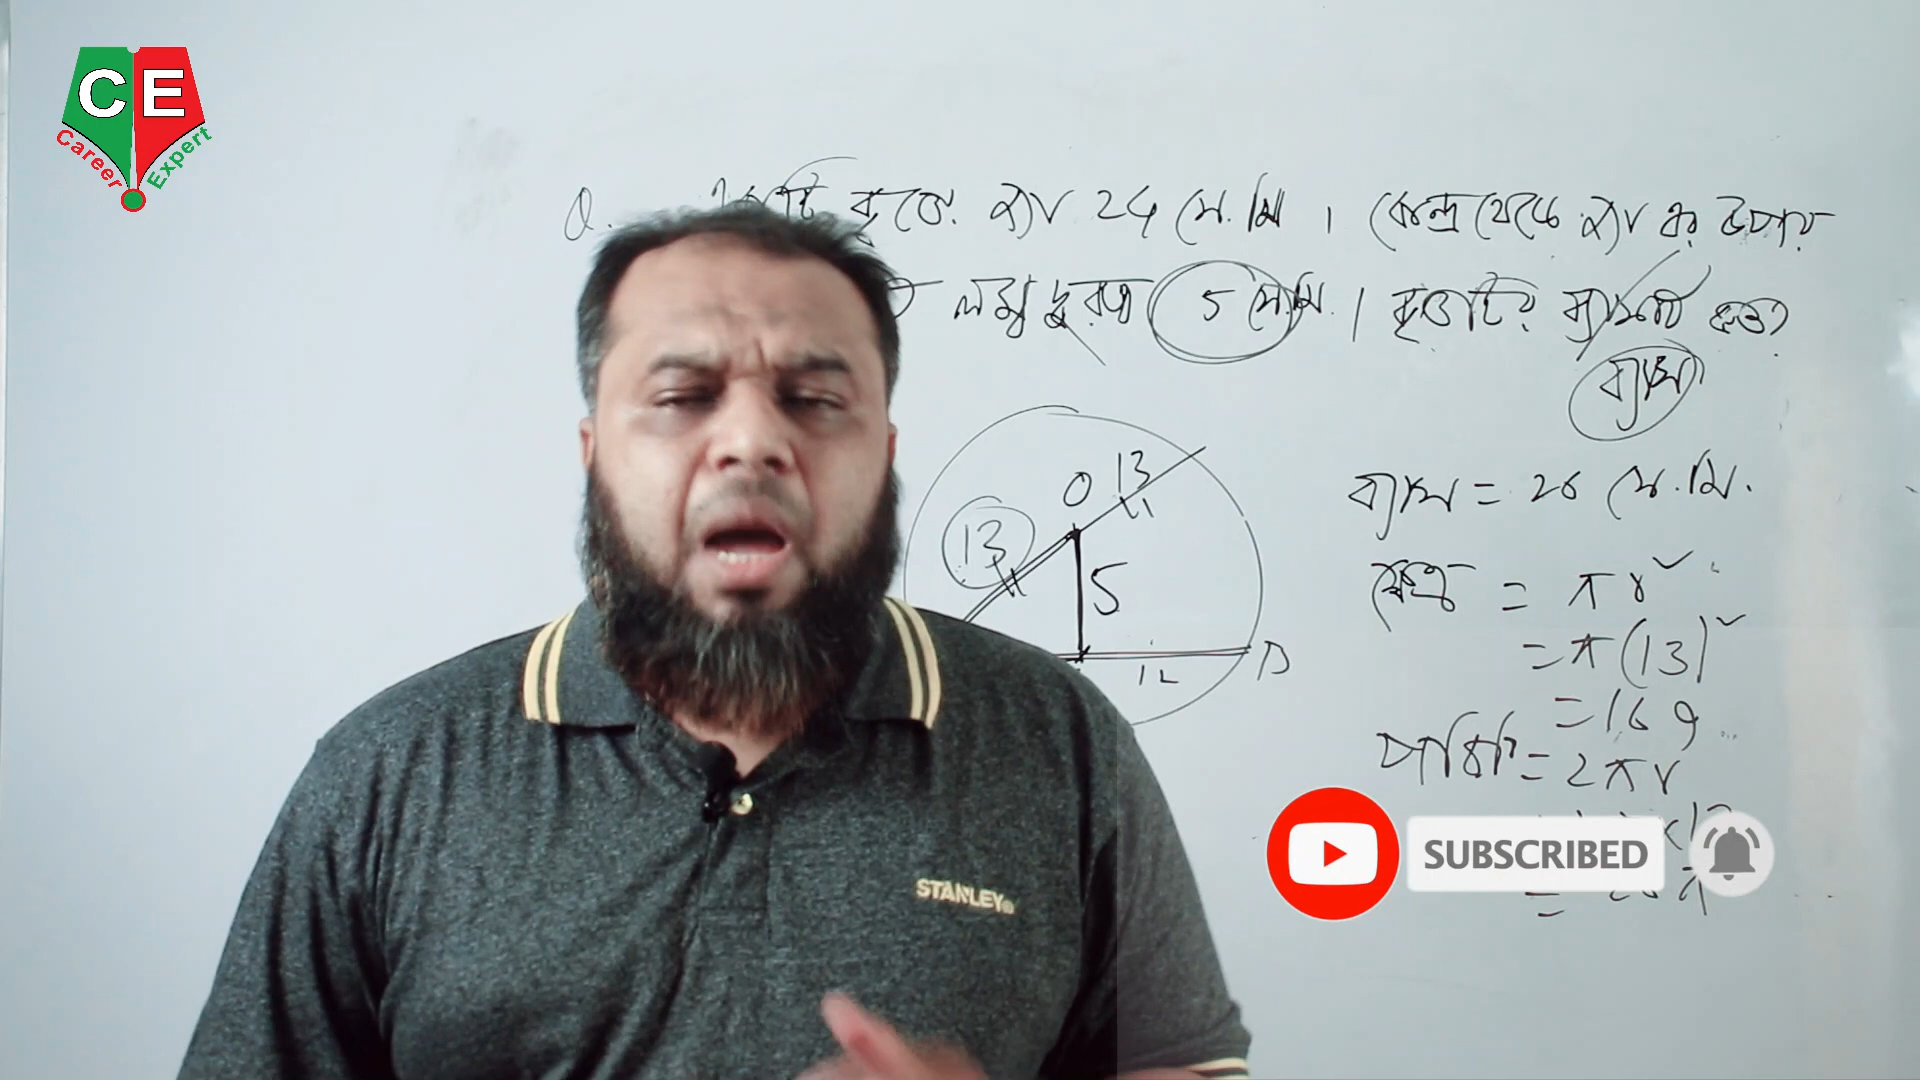 CE
Career Expert
Q. একটি বৃত্তের জ্যা 24 সে.মি । কেন্দ্র থেকে জ্যা এর উপর
লম্ব দুরত্ব 5 সে.মি. । বৃত্তটির ব্যাসার্ধ কত?
ব্যাস
O 13
13
5
12
D
ব্যাস = 26 সে.মি.
= πr²
= π(13)²
= 169
পরিধি = 2πr
SUBSCRIBED
STANLEY